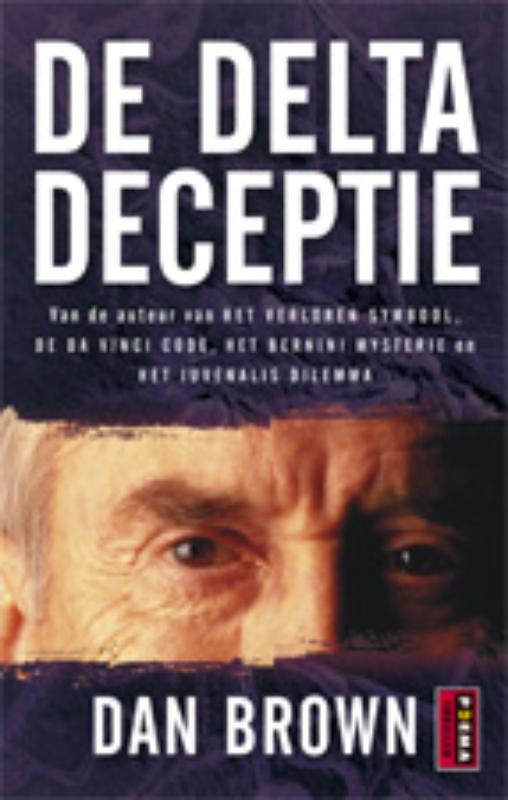 DE DELTA
DECEPTIE
Van de auteur van HET VERLOREN SYMBOOL,
DE DA VINCI CODE, HET BERNINI MYSTERIE en
HET JUVENALIS DILEMMA
DAN BROWN
POEMA
THRILLER